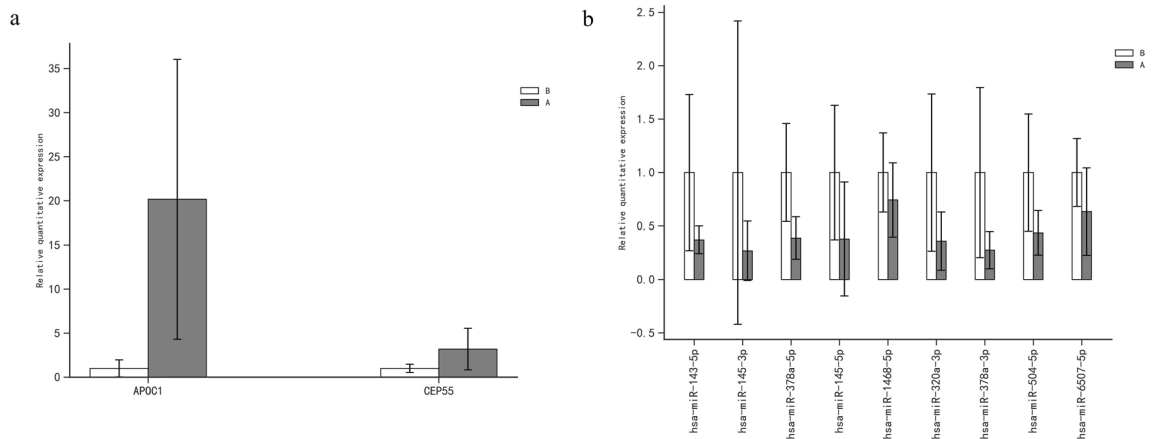 a
Relative quantitative expression
35
30
25
20
15
10
5
0
APOC1
CEP55
B
A
b
Relative quantitative expression
2.5
2.0
1.5
1.0
0.5
0.0
-0.5
hsa-miR-143-5p
hsa-miR-145-3p
hsa-miR-378a-5p
hsa-miR-145-5p
hsa-miR-1468-5p
hsa-miR-320a-3p
hsa-miR-378a-3p
hsa-miR-504-5p
hsa-miR-6507-5p
B
A